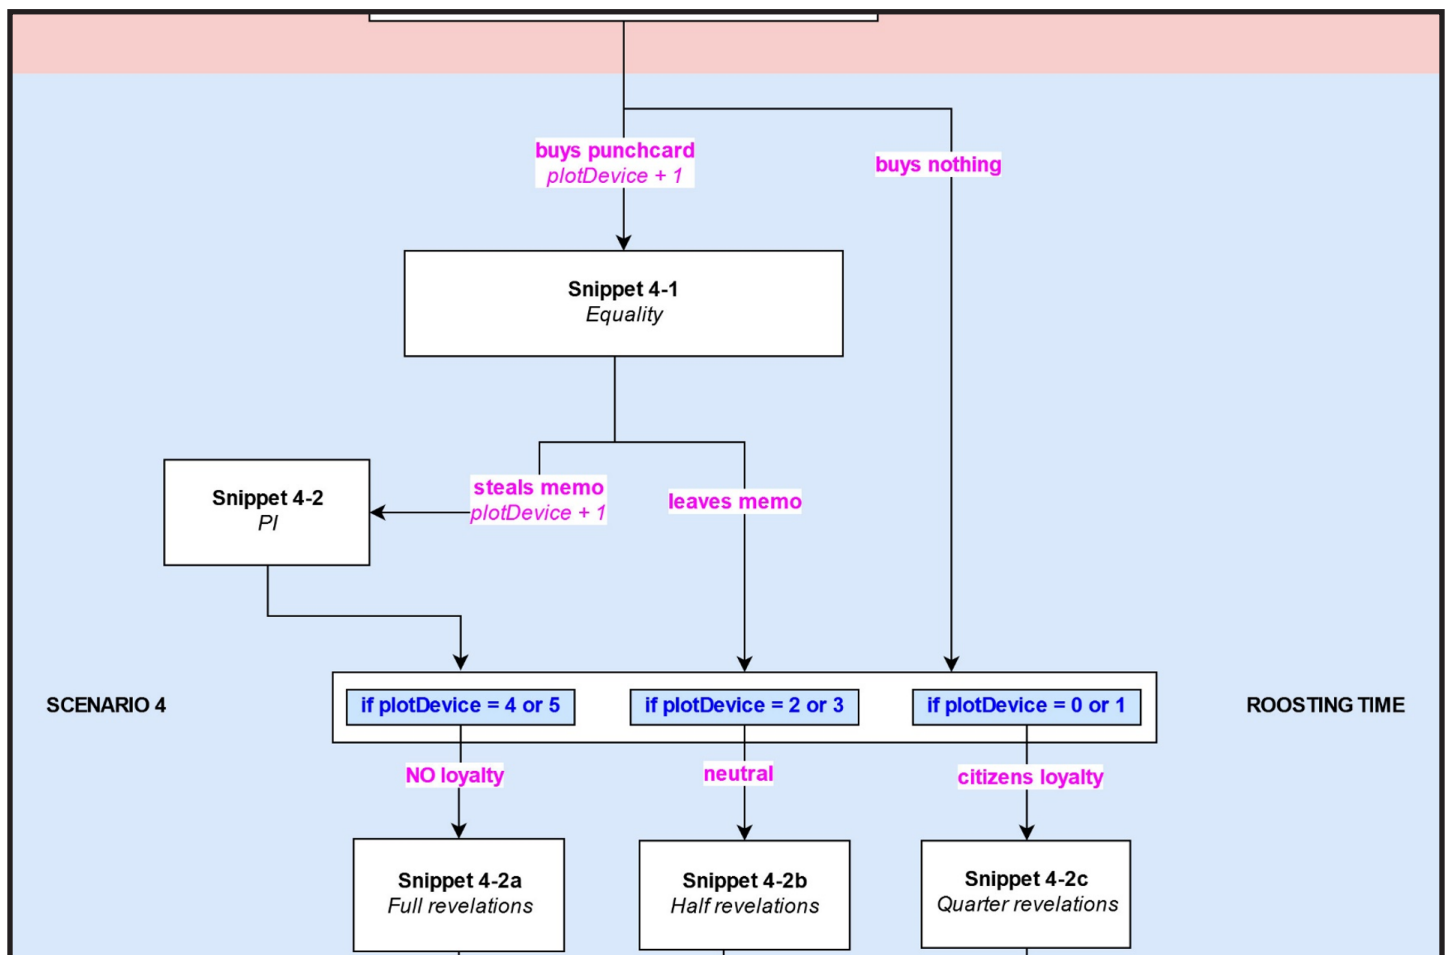 buys punchcard
plotDevice + 1
buys nothing
Snippet 4-1
Equality
steals memo
plotDevice + 1
leaves memo
Snippet 4-2
PI
SCENARIO 4
if plotDevice = 4 or 5
if plotDevice = 2 or 3
if plotDevice = 0 or 1
ROOSTING TIME
NO loyalty
neutral
citizens loyalty
Snippet 4-2a
Full revelations
Snippet 4-2b
Half revelations
Snippet 4-2c
Quarter revelations